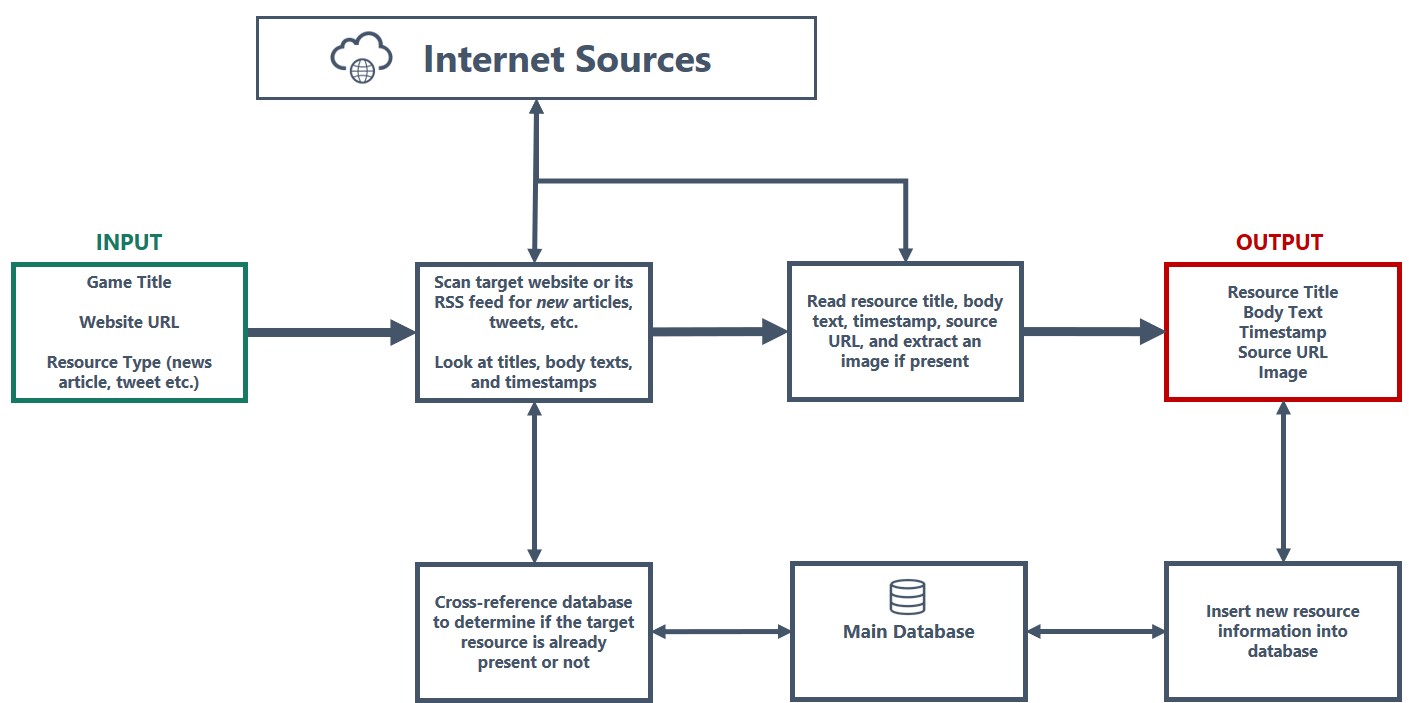 Internet Sources
INPUT
Game Title
Website URL
Resource Type (news
article, tweet etc.)
Scan target website or its
RSS feed for new articles,
tweets, etc.
Look at titles, body texts,
and timestamps
Read resource title, body
text, timestamp, source
URL, and extract an
image if present
OUTPUT
Resource Title
Body Text
Timestamp
Source URL
Image
Cross-reference database
to determine if the target
resource is already
present or not
Main Database
Insert new resource
information into
database